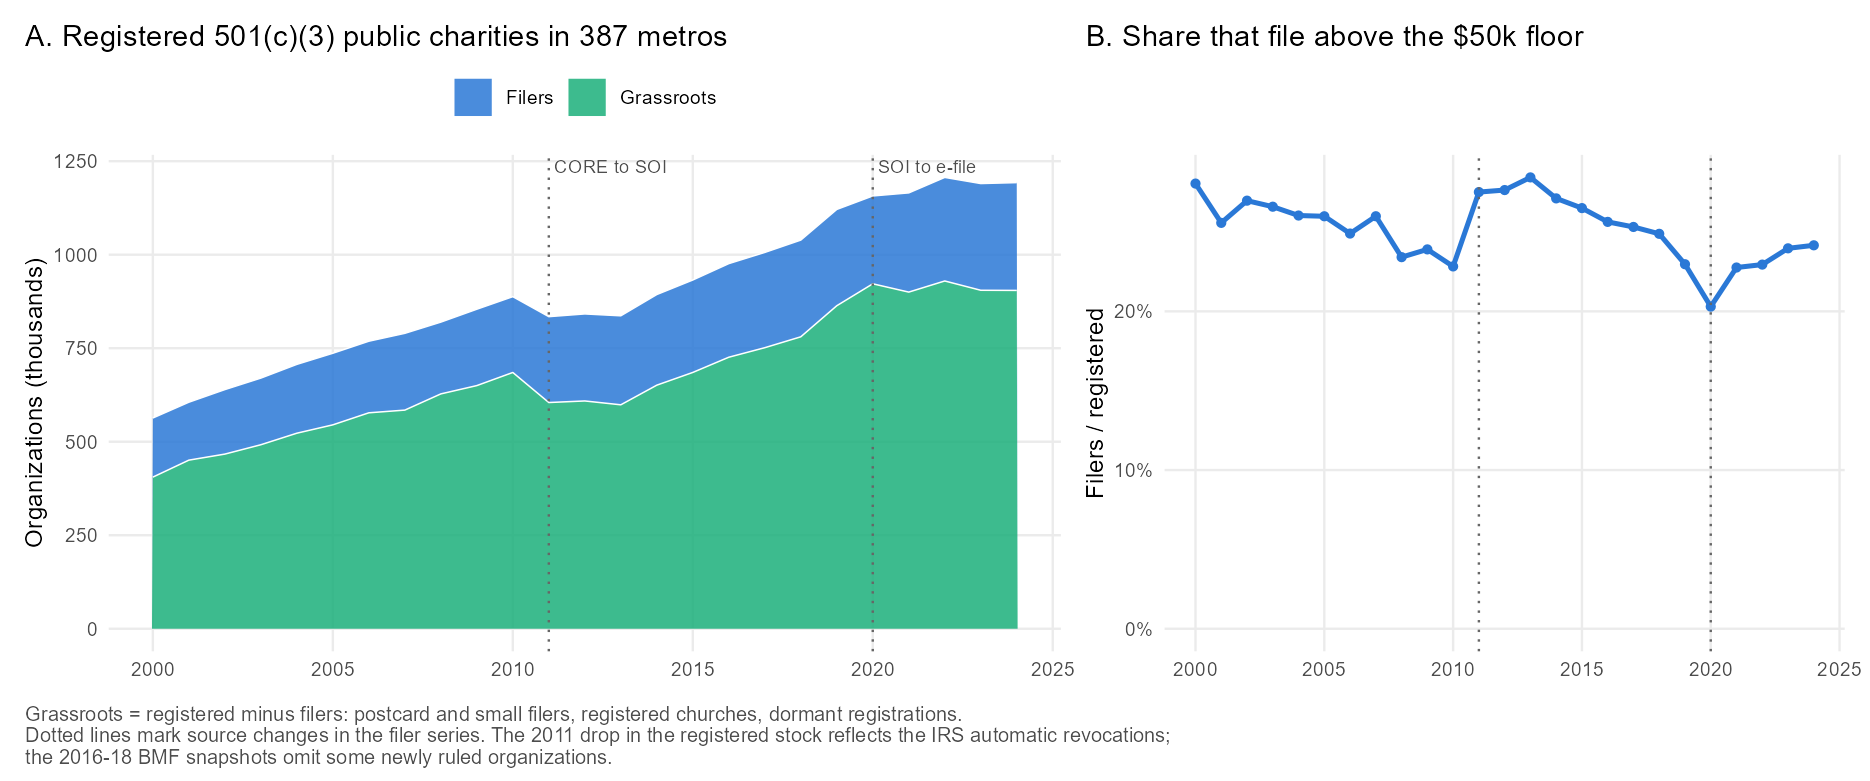 A. Registered 501(c)(3) public charities in 387 metros
Filers
Grassroots
Organizations (thousands)
1250
1000
750
500
250
0
CORE to SOI
SOI to e-file
2000
2005
2010
2015
2020
2025
B. Share that file above the $50k floor
Filers / registered
20%
10%
0%
2000
2005
2010
2015
2020
2025
Grassroots = registered minus filers: postcard and small filers, registered churches, dormant registrations.
Dotted lines mark source changes in the filer series. The 2011 drop in the registered stock reflects the IRS automatic revocations;
the 2016-18 BMF snapshots omit some newly ruled organizations.